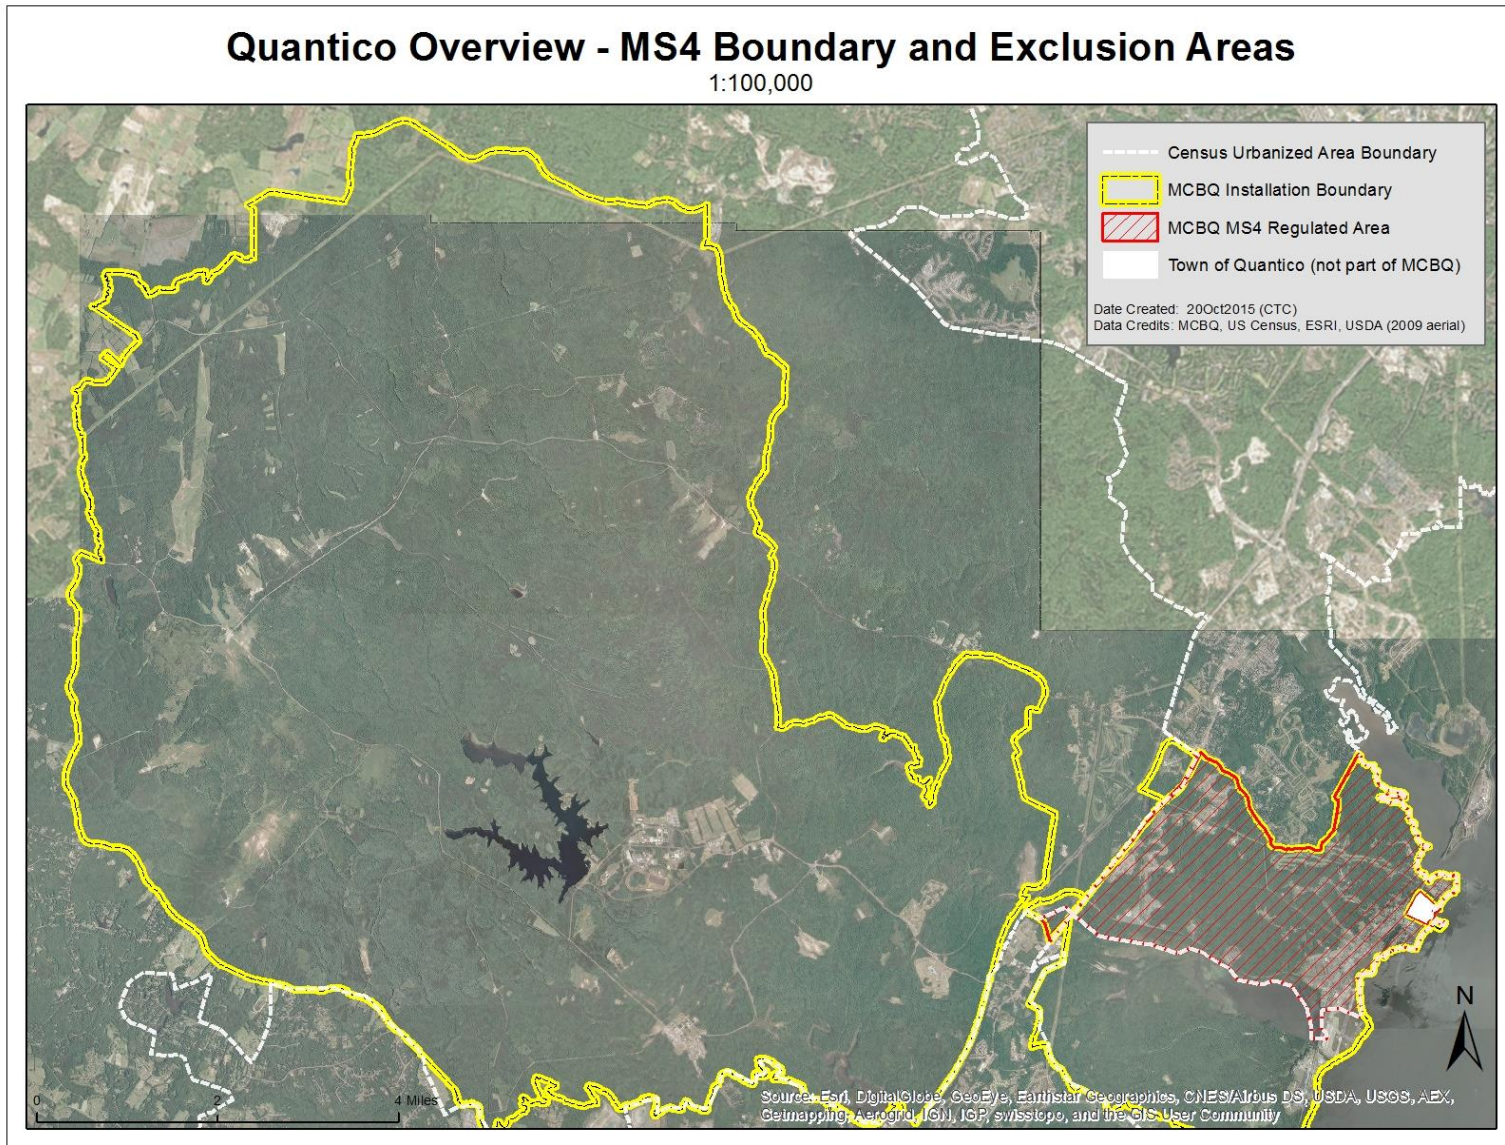 Quantico Overview - MS4 Boundary and Exclusion Areas
1:100,000
Census Urbanized Area Boundary
MCBQ Installation Boundary
MCBQ MS4 Regulated Area
Town of Quantico (not part of MCBQ)
Date Created: 20Oct2015 (CTC)
Data Credits: MCBQ, US Census, ESRI, USDA (2009 aerial)
N
0 2 4 Miles
Source: Esri, DigitalGlobe, GeoEye, Earthstar Geographics, CNES/Airbus DS, USDA, USGS, AEX,
Getmapping, Aerogrid, IGN, IGP, swisstopo, and the GIS User Community